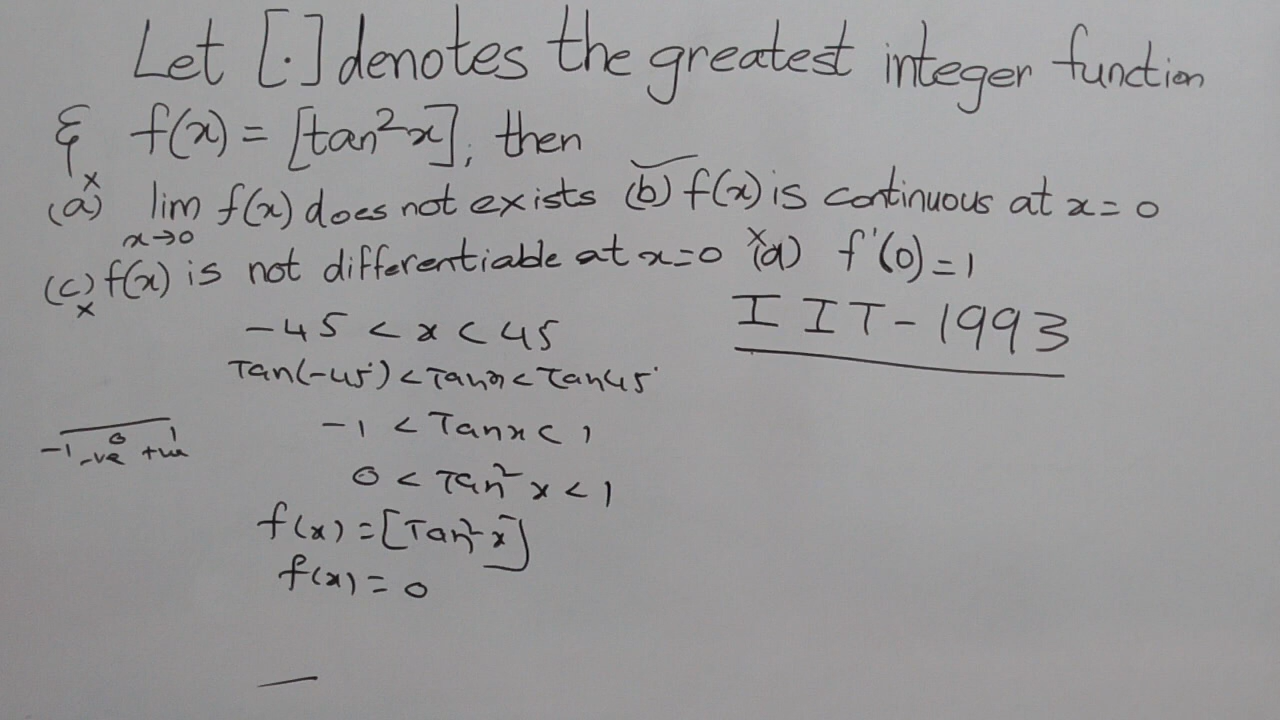 Let [·] denotes the greatest integer function
& f(x) = [tan²x], then
(a) lim x→0 f(x) does not exists (b) f(x) is continuous at x = 0
(c) f(x) is not differentiable at x=0 (d) f'(0) = 1
IIT - 1993
-45 < x < 45
Tan(-45°) < Tanx < Tan45°
-1 < Tanx < 1
-1 0 1
-ve +ve
0 < Tan²x < 1
f(x) = [Tan²x]
f(x) = 0